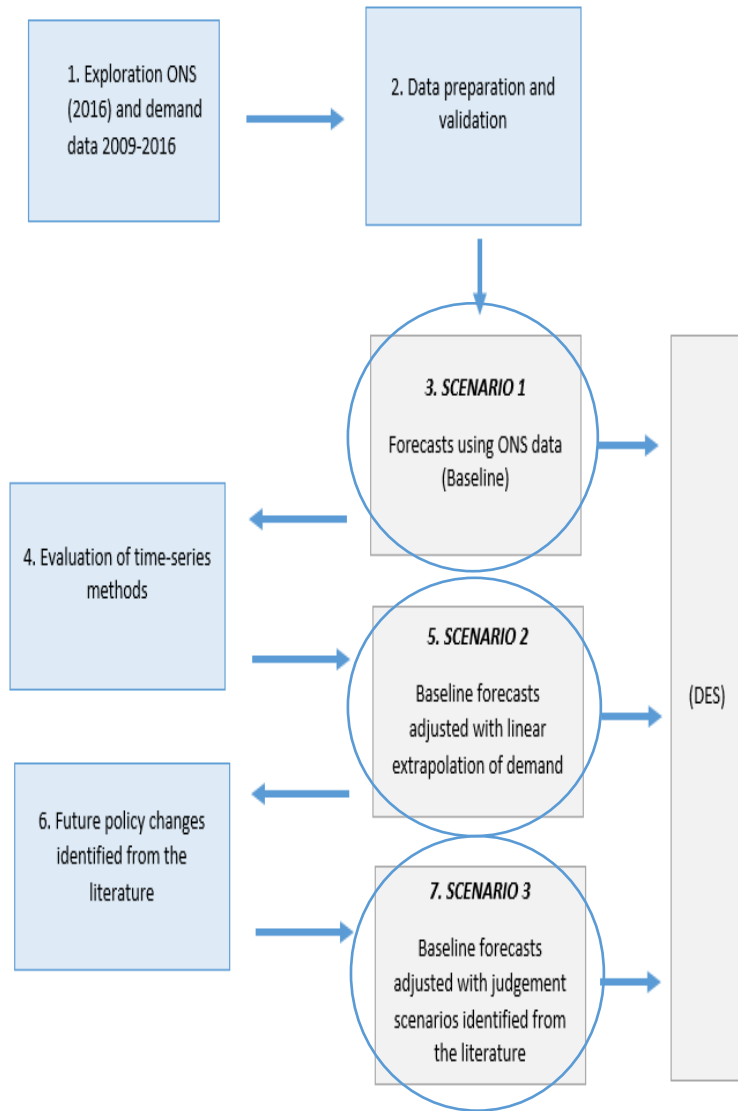 1. Exploration ONS
(2016) and demand
data 2009-2016
2. Data preparation and
validation
3. SCENARIO 1
Forecasts using ONS data
(Baseline)
4. Evaluation of time-series
methods
5. SCENARIO 2
Baseline forecasts
adjusted with linear
extrapolation of demand
(DES)
6. Future policy changes
identified from the
literature
7. SCENARIO 3
Baseline forecasts
adjusted with judgement
scenarios identified from
the literature